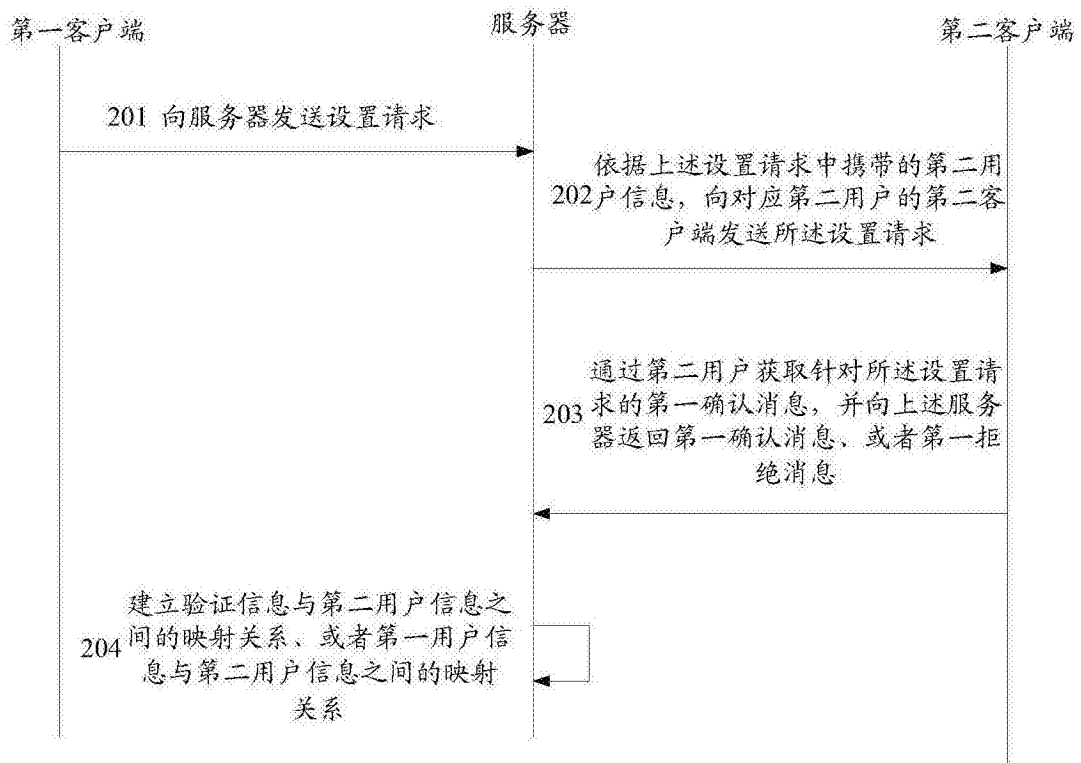 第一客户端
服务器
第二客户端
201 向服务器发送设置请求
依据上述设置请求中携带的第二用
202户信息，向对应第二用户的第二客
户端发送所述设置请求
通过第二用户获取针对所述设置请
203 求的第一确认消息，并向上述服务
器返回第一确认消息、或者第一拒
绝消息
建立验证信息与第二用户信息之
204 间的映射关系、或者第一用户信
息与第二用户信息之间的映射
关系